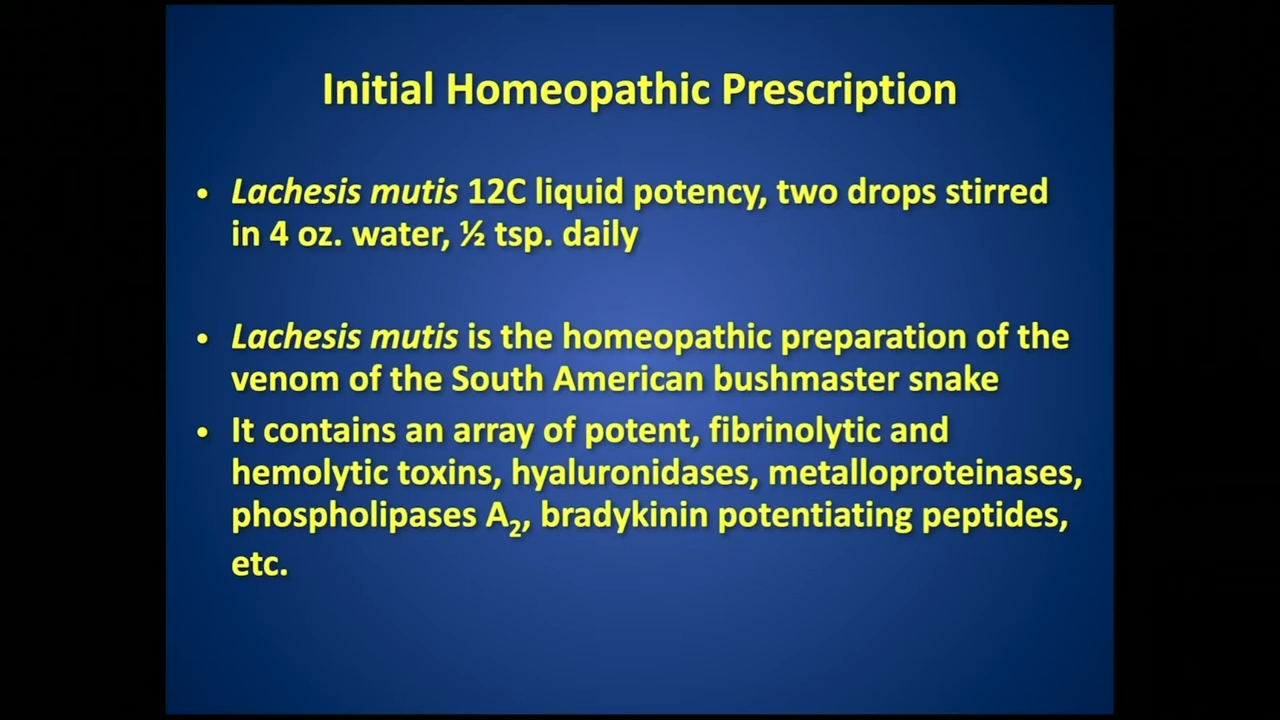 Initial Homeopathic Prescription
• Lachesis mutis 12C liquid potency, two drops stirred
in 4 oz. water, ½ tsp. daily
• Lachesis mutis is the homeopathic preparation of the
venom of the South American bushmaster snake
• It contains an array of potent, fibrinolytic and
hemolytic toxins, hyaluronidases, metalloproteinases,
phospholipases A₂, bradykinin potentiating peptides,
etc.